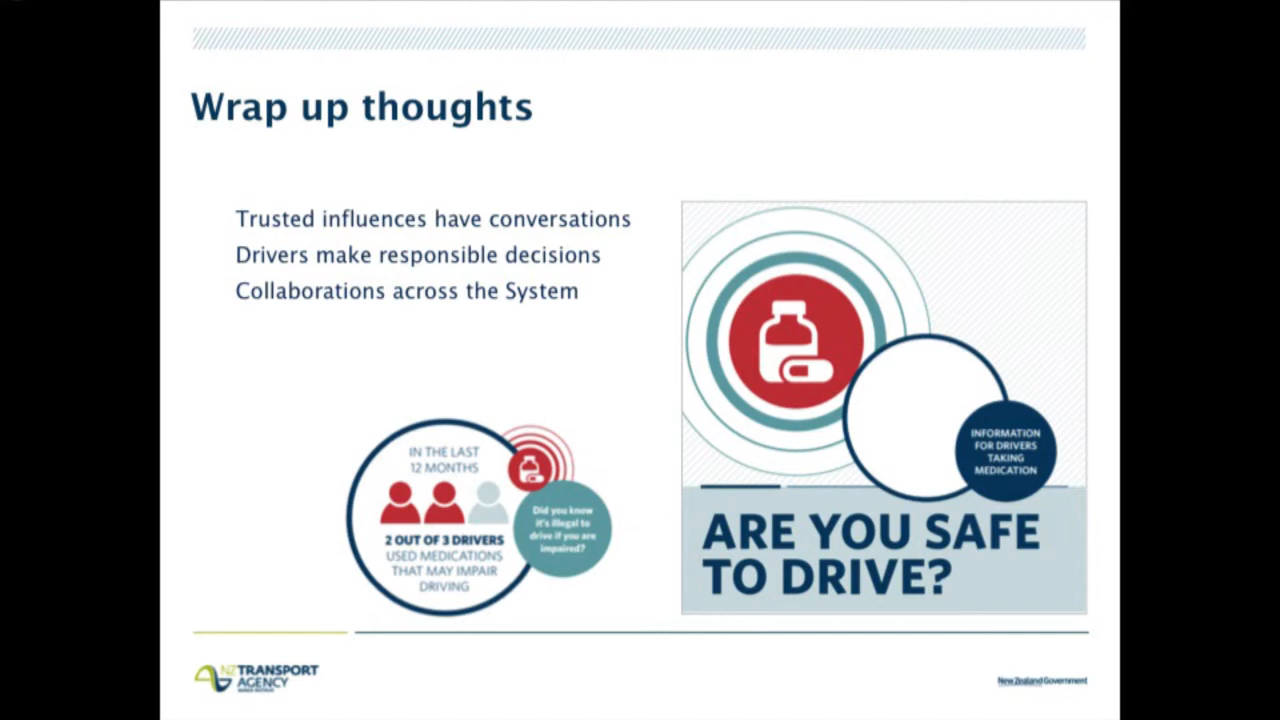 Wrap up thoughts
Trusted influences have conversations
Drivers make responsible decisions
Collaborations across the System
IN THE LAST
12 MONTHS
2 OUT OF 3 DRIVERS
USED MEDICATIONS
THAT MAY IMPAIR
DRIVING
Did you know
it's illegal to
drive if you are
impaired?
INFORMATION
FOR DRIVERS
TAKING
MEDICATION
ARE YOU SAFE
TO DRIVE?
NZ TRANSPORT
AGENCY
New Zealand Government